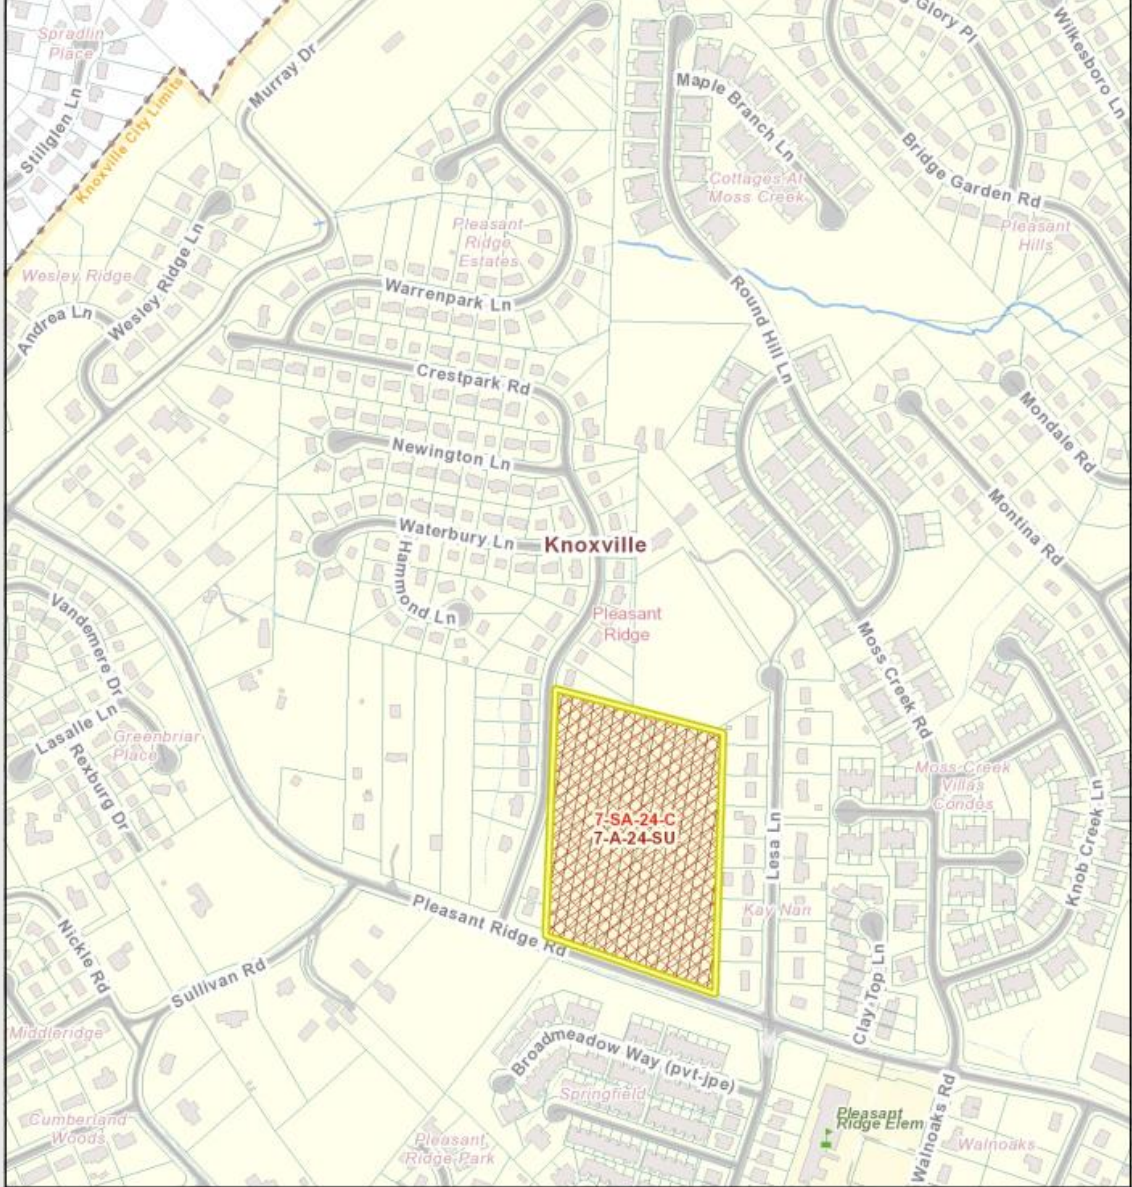 Spradlin
Place
Stillglen Ln
Knoxville City Limits
Murray Dr
Glory Pl
Wilkesboro Ln
Maple Branch Ln
Bridge Garden Rd
Cottages At
Moss Creek
Pleasant
Hills
Pleasant
Ridge
Estates
Wesley Ridge
Wesley Ridge Ln
Andrea Ln
Warrenpark Ln
Round Hill Ln
Crestpark Rd
Mondale Rd
Newington Ln
Montina Rd
Waterbury Ln
Knoxville
Hammond Ln
Pleasant
Ridge
Vandemere Dr
Moss Creek Rd
Lasalle Ln
Greenbriar
Place
Rexburg Dr
Moss Creek
Villas
Condos
7-SA-24-C
7-A-24-SU
Lesa Ln
Knob Creek Ln
Kay Nan
Pleasant Ridge Rd
Nickle Rd
Sullivan Rd
Clay Top Ln
Middleridge
Broadmeadow Way (pvt-jpe)
Springfield
Cumberland
Woods
Pleasant
Ridge Park
Pleasant
Ridge Elem
Walnoaks Rd
Walnoaks